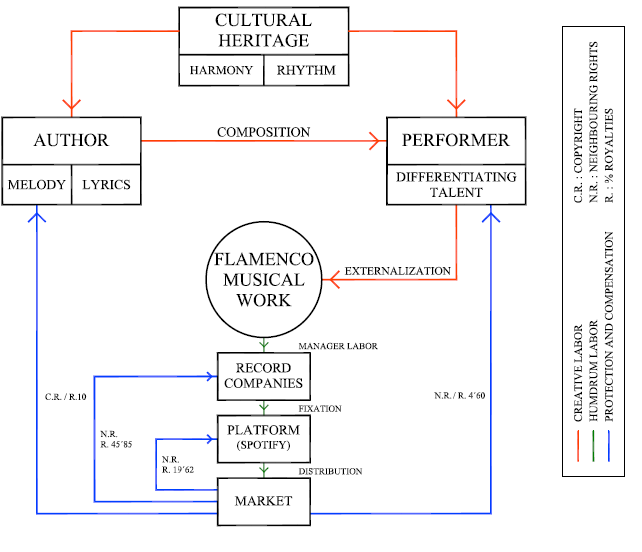 CULTURAL
HERITAGE
HARMONY
RHYTHM
AUTHOR
MELODY
LYRICS
COMPOSITION
PERFORMER
DIFFERENTIATING
TALENT
EXTERNALIZATION
FLAMENCO
MUSICAL
WORK
MANAGER LABOR
RECORD
COMPANIES
FIXATION
PLATFORM
(SPOTIFY)
DISTRIBUTION
MARKET
C.R. / R.10
N.R.
R. 45´85
N.R.
R. 19´62
N.R./ R. 4´60
CREATIVE LABOR
HUMDRUM LABOR
PROTECTION AND COMPENSATION
C.R. : COPYRIGHT
N.R. : NEIGHBOURING RIGHTS
R. : % ROYALTIES